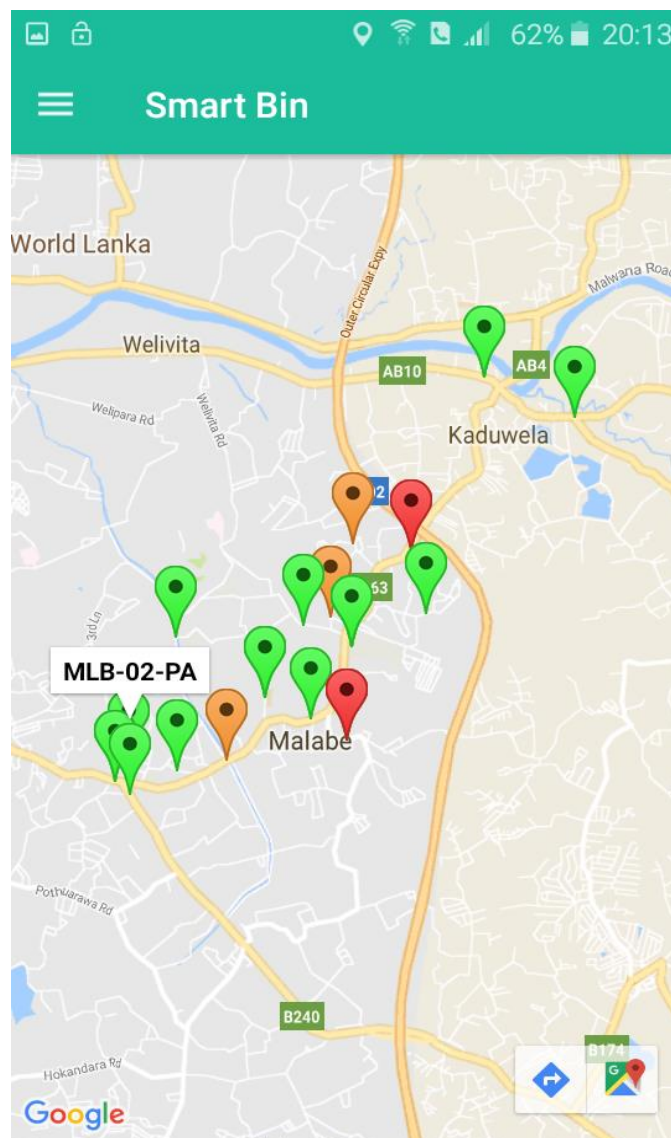 62% 20:13
Smart Bin
World Lanka
Outer Circular Expy
Malwana Road
Welivita
AB10
AB4
Welipara Rd
Welivita Rd
Kaduwela
02
63
3rd Ln
MLB-02-PA
Malabe
Pothuarawa Rd
B240
B174
Hokandara Rd
G
Google